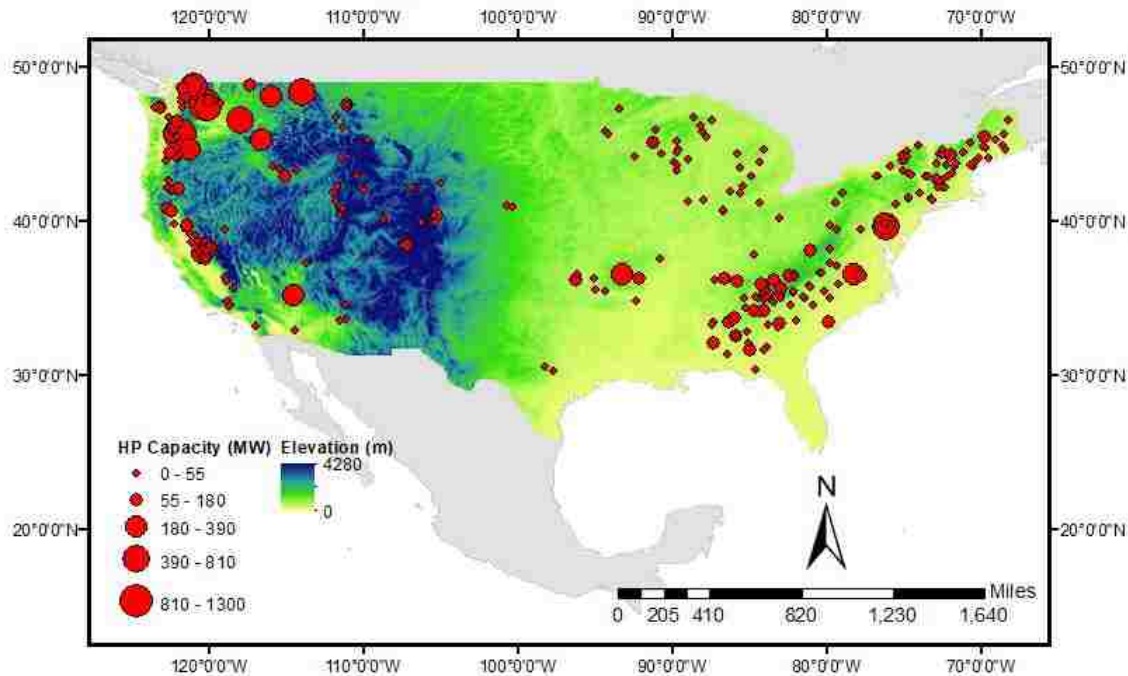 120°0'0"W 110°0'0"W 100°0'0"W 90°0'0"W 80°0'0"W 70°0'0"W
50°0'0"N 50°0'0"N
40°0'0"N 40°0'0"N
30°0'0"N 30°0'0"N
HP Capacity (MW) Elevation (m)
0 - 55 4280
55 - 180 0
180 - 390
390 - 810
810 - 1300
N
20°0'0"N 20°0'0"N
Miles
0 205 410 820 1,230 1,640
120°0'0"W 110°0'0"W 100°0'0"W 90°0'0"W 80°0'0"W 70°0'0"W